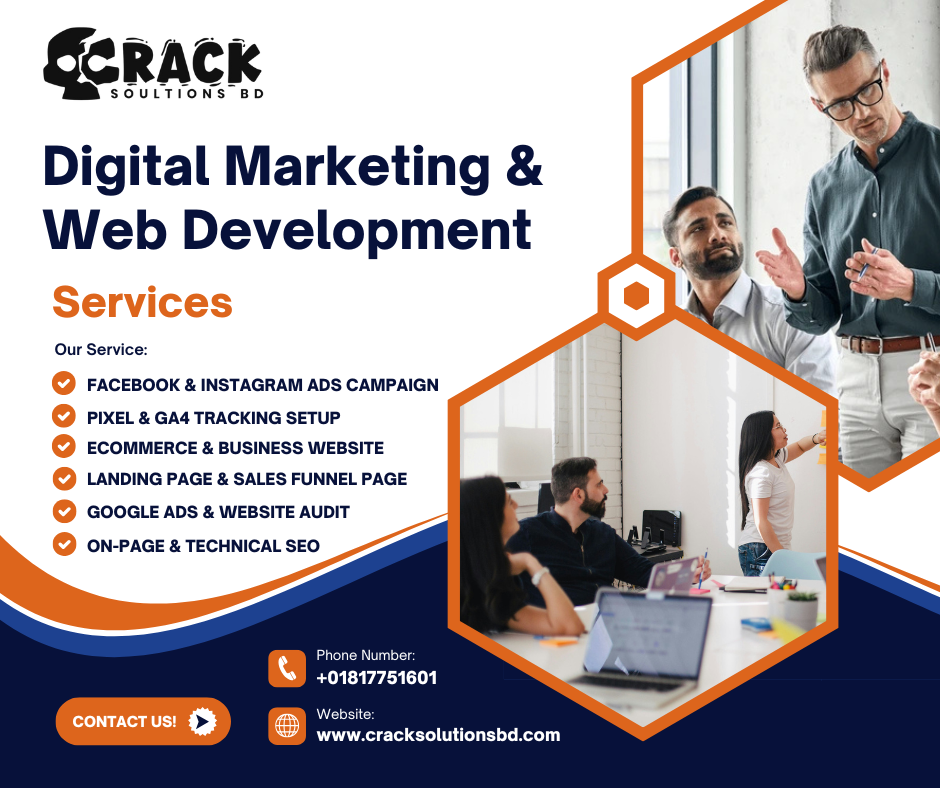 CRACK
SOULTIONS BD
Digital Marketing &
Web Development
Services
Our Service:
FACEBOOK & INSTAGRAM ADS CAMPAIGN
PIXEL & GA4 TRACKING SETUP
ECOMMERCE & BUSINESS WEBSITE
LANDING PAGE & SALES FUNNEL PAGE
GOOGLE ADS & WEBSITE AUDIT
ON-PAGE & TECHNICAL SEO
Phone Number:
+01817751601
CONTACT US!
Website:
www.cracksolutionsbd.com